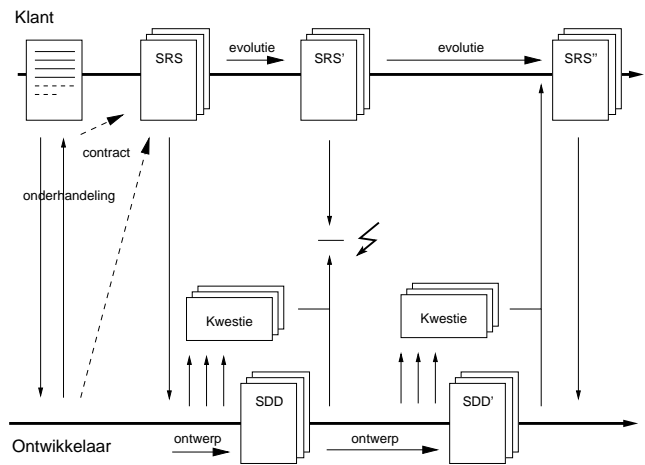 Klant
SRS
evolutie
SRS'
evolutie
SRS''
contract
onderhandeling
Kwestie
Kwestie
SDD
SDD'
ontwerp
ontwerp
Ontwikkelaar